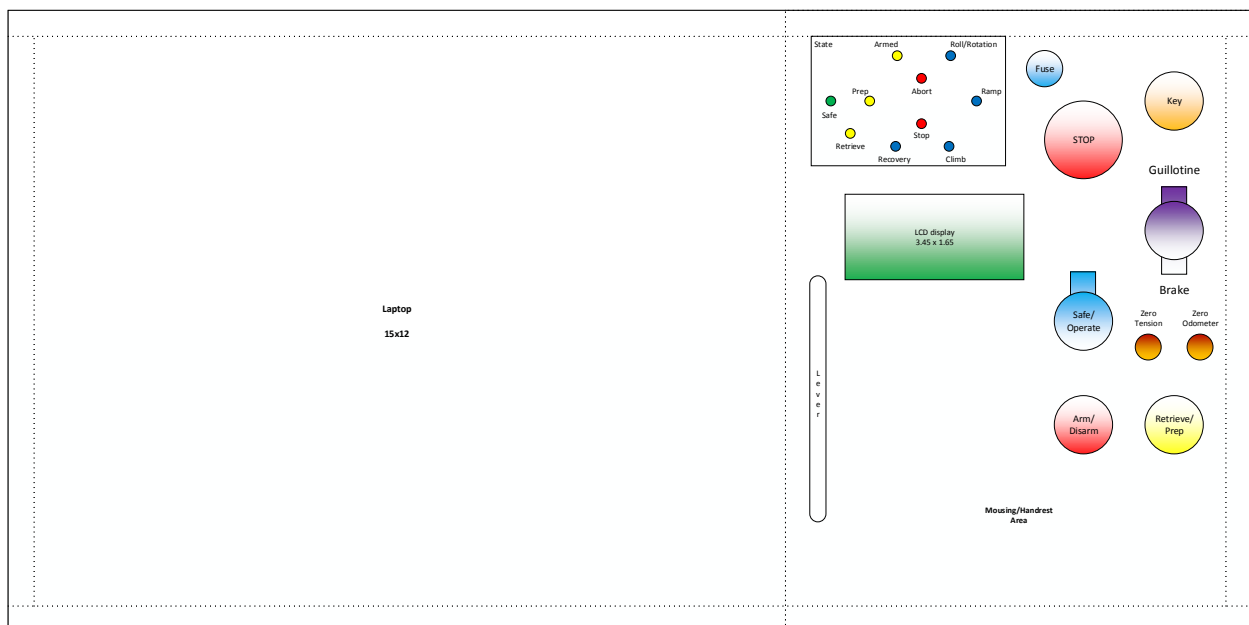 State
Armed
Roll/Rotation
Abort
Prep
Ramp
Safe
Stop
Retrieve
Recovery
Climb
Fuse
Key
STOP
Guillotine
LCD display
3.45 x 1.65
Brake
Safe/
Operate
Zero
Tension
Zero
Odometer
Laptop
15x12
Lever
Arm/
Disarm
Retrieve/
Prep
Mousing/Handrest
Area